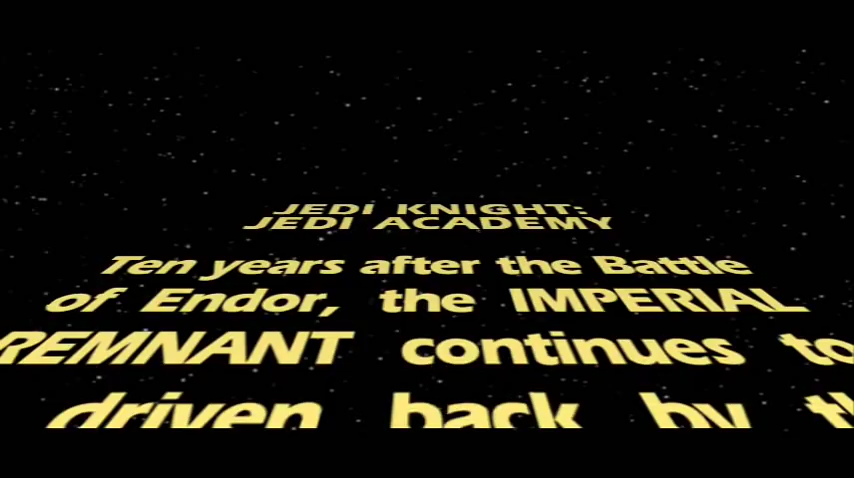 JEDI KNIGHT:
JEDI ACADEMY
Ten years after the Battle
of Endor, the IMPERIAL
REMNANT continues to
driven back by